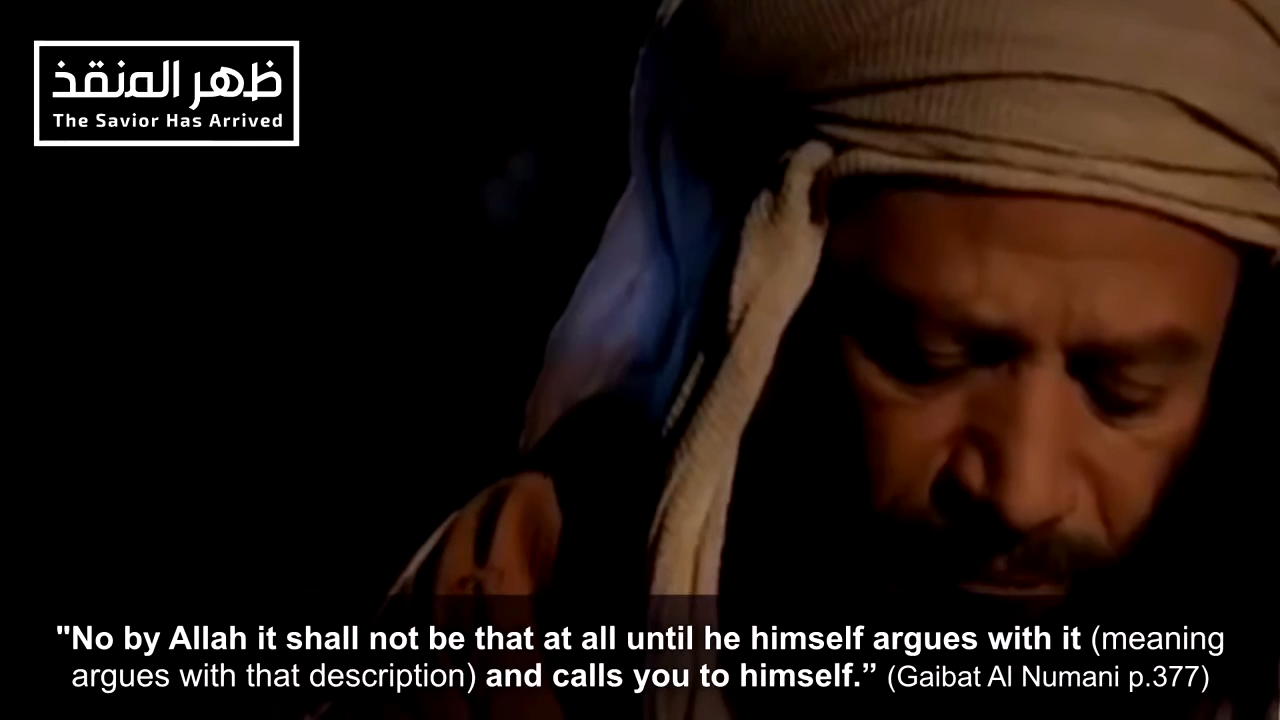 ظهر المنقذ
The Savior Has Arrived
"No by Allah it shall not be that at all until he himself argues with it (meaning
argues with that description) and calls you to himself.” (Gaibat Al Numani p.377)